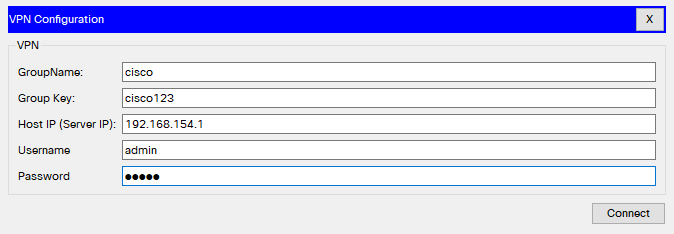 VPN Configuration X
VPN
GroupName: cisco
Group Key: cisco123
Host IP (Server IP): 192.168.154.1
Username admin
Password ●●●●●
Connect